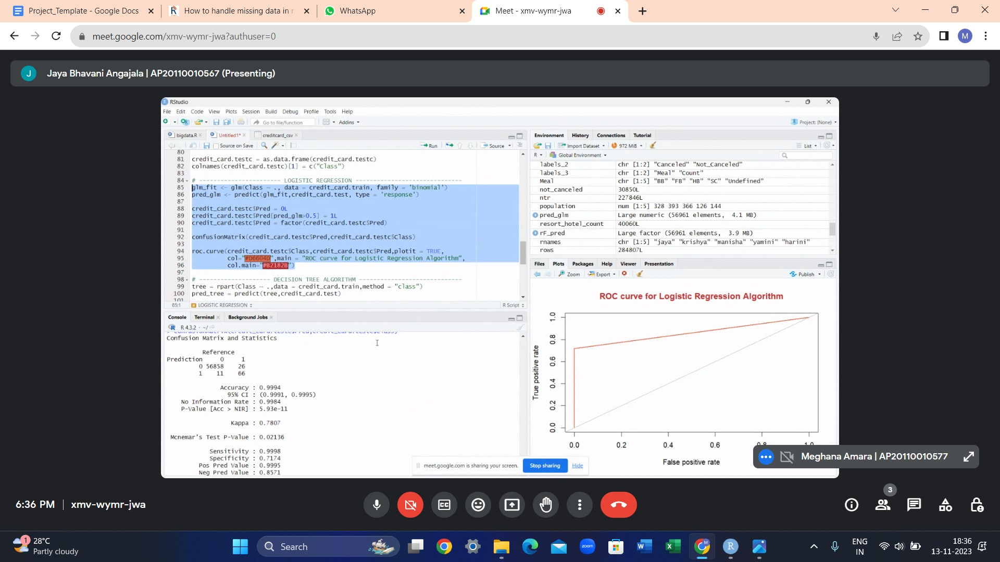 Project_Template - Google Docs
How to handle missing data in r
WhatsApp
Meet - xmv-wymr-jwa
meet.google.com/xmv-wymr-jwa?authuser=0
M
J
Jaya Bhavani Angajala | AP20110010567 (Presenting)
RStudio
File Edit Code View Plots Session Build Debug Profile Tools Help
Go to file/function
Addins
Project: (None)
bigdata.R
Untitled1*
creditcard_csv
Source on Save
Run
Source
80
81 credit_card.testc = as.data.frame(credit_card.testc)
82 colnames(credit_card.testc)[1] = c("Class")
83
84 # ----------------------- LOGISTIC REGRESSION ------------------------------
85 glm_fit <- glm(Class ~ ., data = credit_card.train, family = 'binomial')
86 pred_glm <- predict(glm_fit,credit_card.test, type = 'response')
87
88 credit_card.testc$Pred = 0L
89 credit_card.testc$Pred[pred_glm>0.5] = 1L
90 credit_card.testc$Pred = factor(credit_card.testc$Pred)
91
92 confusionMatrix(credit_card.testc$Pred,credit_card.testc$Class)
93
94 roc.curve(credit_card.testc$Class,credit_card.testc$Pred,plotit = TRUE,
95 col="#D6604D",main = "ROC curve for Logistic Regression Algorithm",
96 col.main="#B2182B")
97
98 # -------------------- DECISION TREE ALGORITHM -----------------------------
99 tree = rpart(Class ~ .,data = credit_card.train,method = "class")
100 pred_tree = predict(tree,credit_card.test)
101
85:1 LOGISTIC REGRESSION R Script
Console Terminal Background Jobs
R 4.3.2 · ~/
> confusionMatrix(credit_card.testc$Pred,credit_card.testc$Class)
Confusion Matrix and Statistics
Reference
Prediction 0 1
0 56858 26
1 11 66
Accuracy : 0.9994
95% CI : (0.9991, 0.9995)
No Information Rate : 0.9984
P-Value [Acc > NIR] : 5.93e-11
Kappa : 0.7807
Mcnemar's Test P-Value : 0.02136
Sensitivity : 0.9998
Specificity : 0.7174
Pos Pred Value : 0.9995
Neg Pred Value : 0.8571
Environment History Connections Tutorial
Import Dataset 972 MiB List
R Global Environment
labels_2 chr [1:2] "Canceled" "Not_Canceled"
labels_3 chr [1:2] "Meal" "Count"
Meal chr [1:5] "BB" "FB" "HB" "SC" "Undefined"
not_canceled 30850L
ntr 227846L
population num [1:5] 328 393 366 126 144
pred_glm Large numeric (56961 elements, 4.1 MB)
resort_hotel_count 40060L
rF_pred Large factor (56961 elements, 3.9 MB)
rnames chr [1:5] "jaya" "krishya" "manisha" "yamini" "harini"
rows 284807L
Files Plots Packages Help Viewer Presentation
Zoom Export Publish
ROC curve for Logistic Regression Algorithm
True positive rate
1.0
0.8
0.6
0.4
0.2
0.0
0.0 0.2 0.4 0.6 0.8 1.0
False positive rate
meet.google.com is sharing your screen. Stop sharing Hide
Meghana Amara | AP20110010577
6:36 PM | xmv-wymr-jwa
CC
3
1
28°C
Partly cloudy
Search
zoom
ENG
IN
18:36
13-11-2023